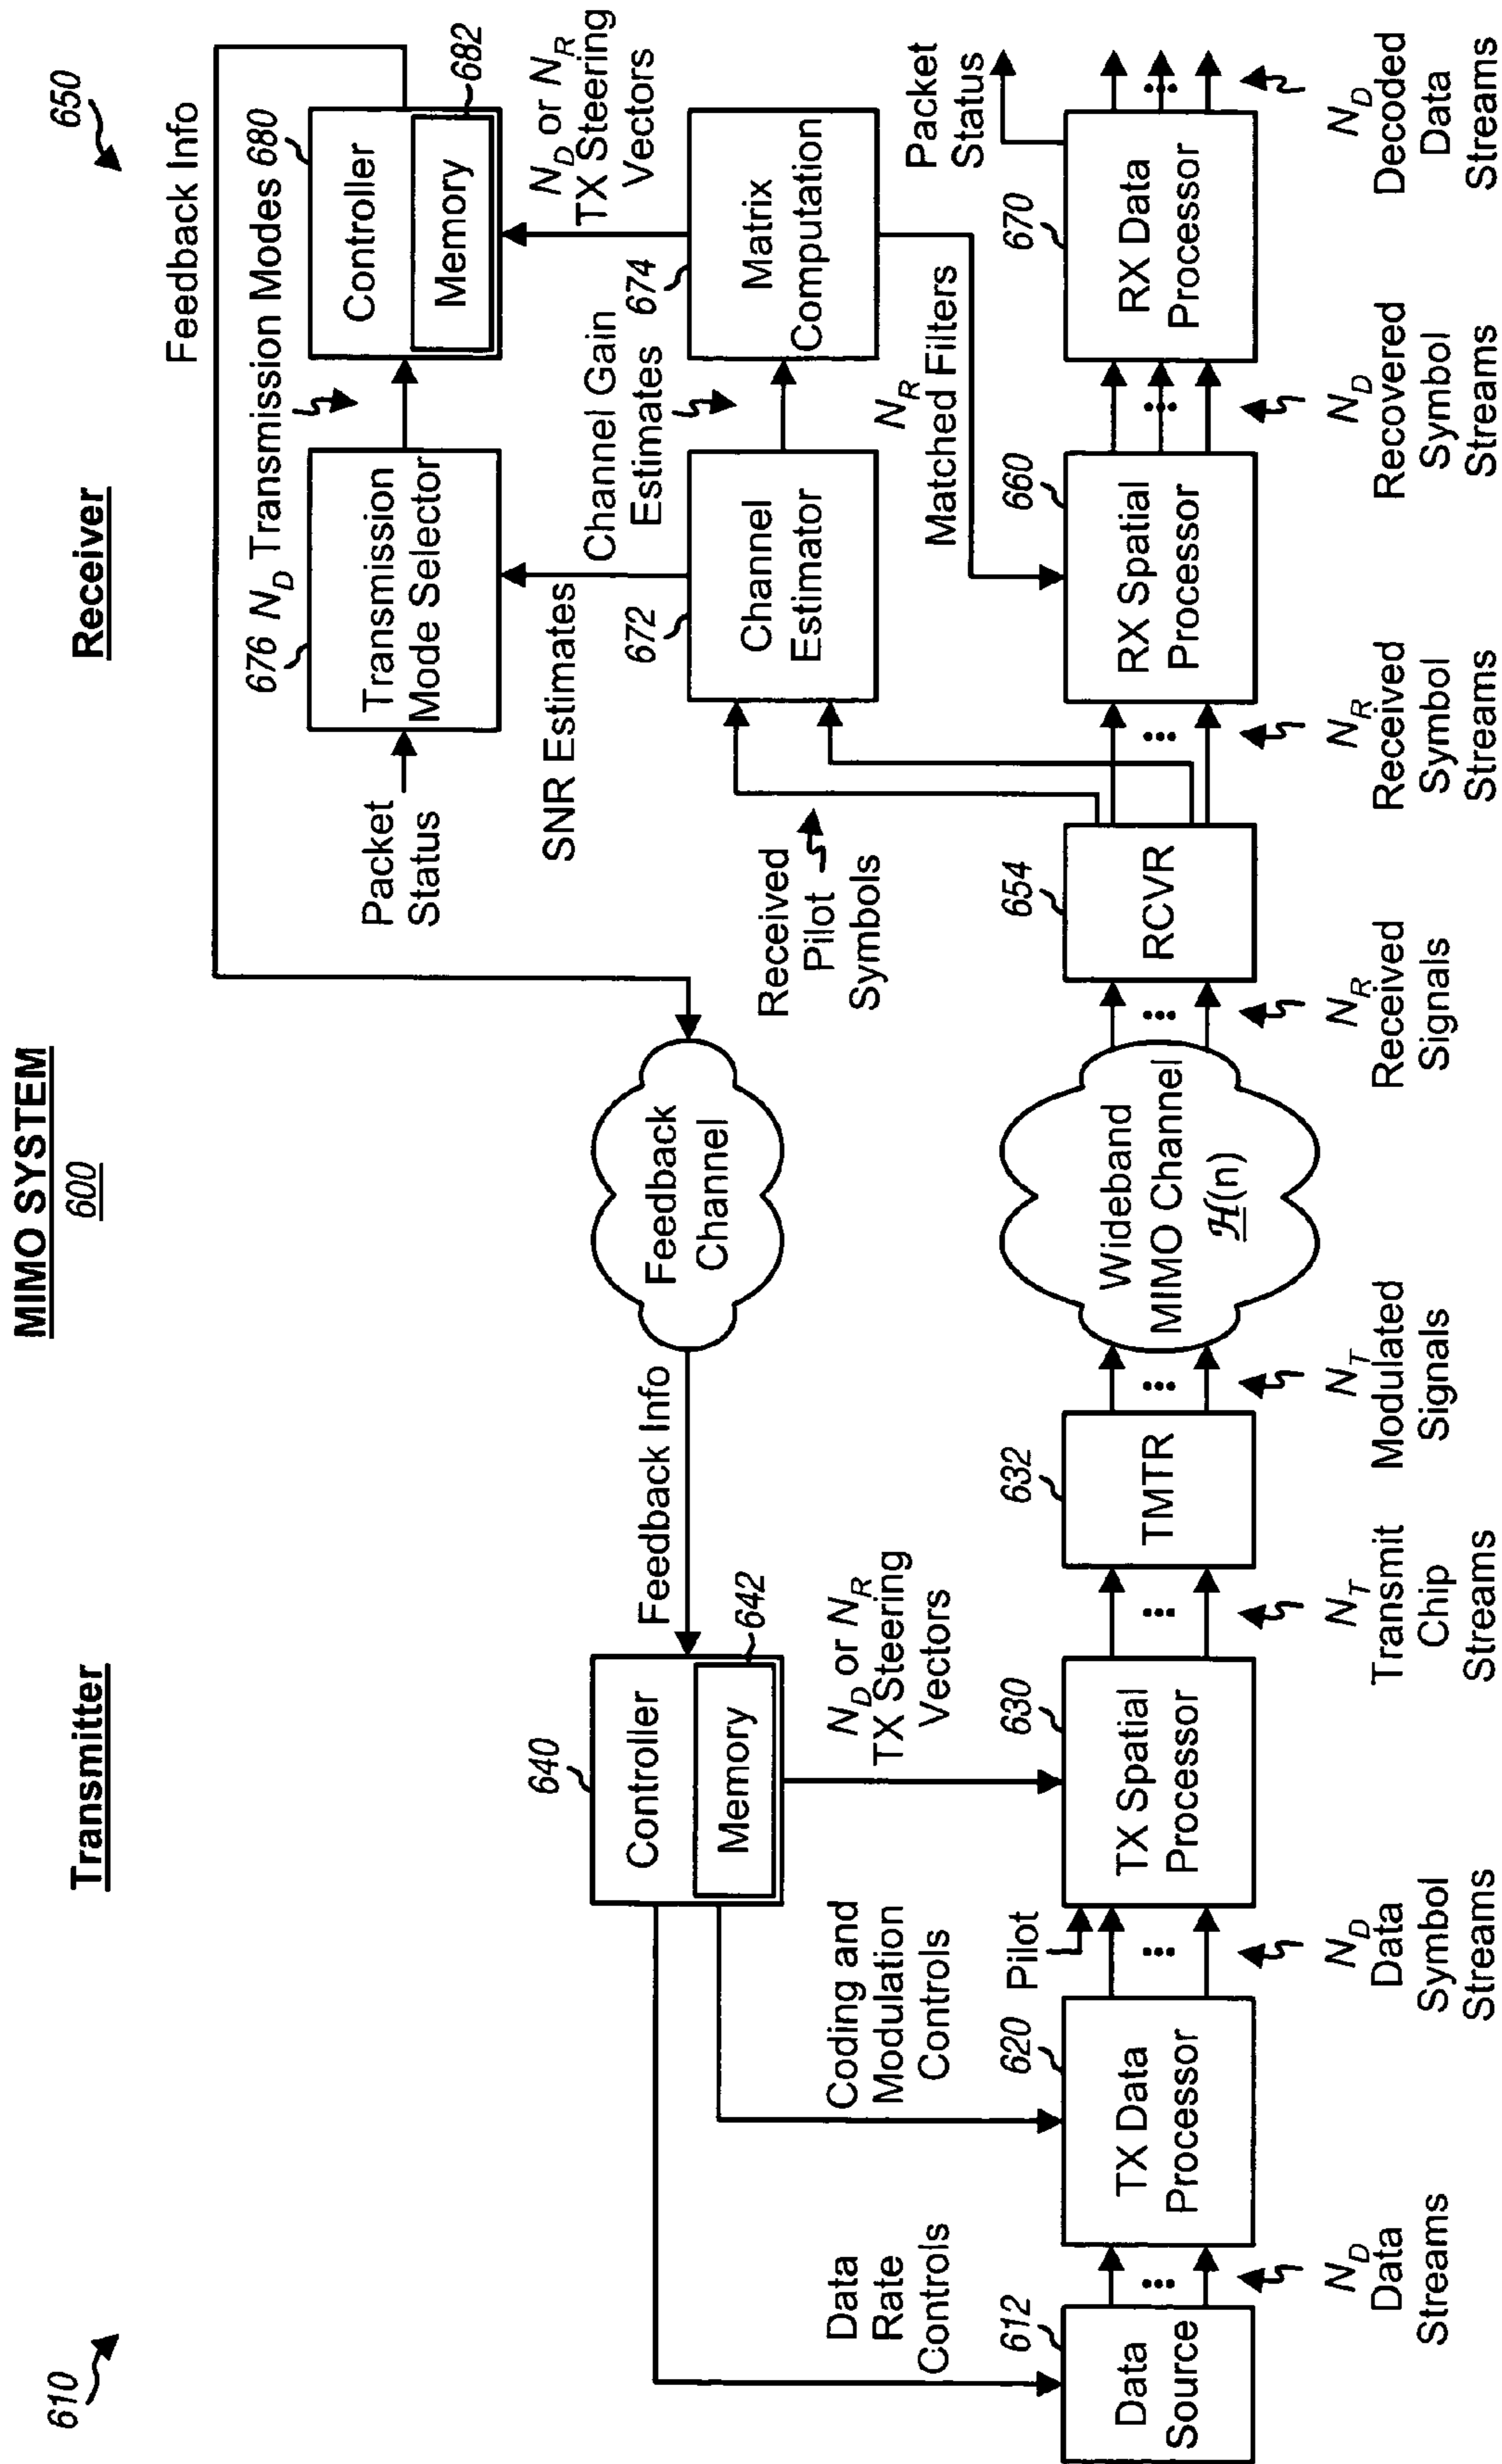 MIMO SYSTEM
600
Transmitter
Receiver
610
650
Feedback Info
676
N_D Transmission Modes
680
Transmission
Mode Selector
Controller
Memory
682
Packet
Status
SNR Estimates
N_D or N_R
TX Steering
Vectors
Feedback
Channel
Feedback Info
640
Controller
Memory
642
672
Channel
Estimator
Channel Gain
Estimates
674
Matrix
Computation
Data
Rate
Controls
Coding and
Modulation
Controls
N_D or N_R
TX Steering
Vectors
Received
Pilot
Symbols
N_R
Matched Filters
Packet
Status
612
Data
Source
620
TX Data
Processor
Pilot
630
TX Spatial
Processor
632
TMTR
Wideband
MIMO Channel
H(n)
654
RCVR
660
RX Spatial
Processor
670
RX Data
Processor
N_D
Data
Streams
N_D
Data
Symbol
Streams
N_T
Transmit
Chip
Streams
N_T
Modulated
Signals
N_R
Received
Signals
N_R
Received
Symbol
Streams
N_D
Recovered
Symbol
Streams
N_D
Decoded
Data
Streams